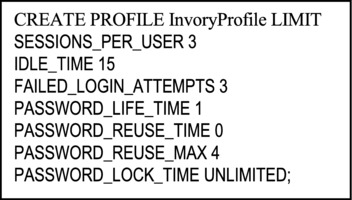 CREATE PROFILE InvoryProfile LIMIT
SESSIONS_PER_USER 3
IDLE_TIME 15
FAILED_LOGIN_ATTEMPTS 3
PASSWORD_LIFE_TIME 1
PASSWORD_REUSE_TIME 0
PASSWORD_REUSE_MAX 4
PASSWORD_LOCK_TIME UNLIMITED;